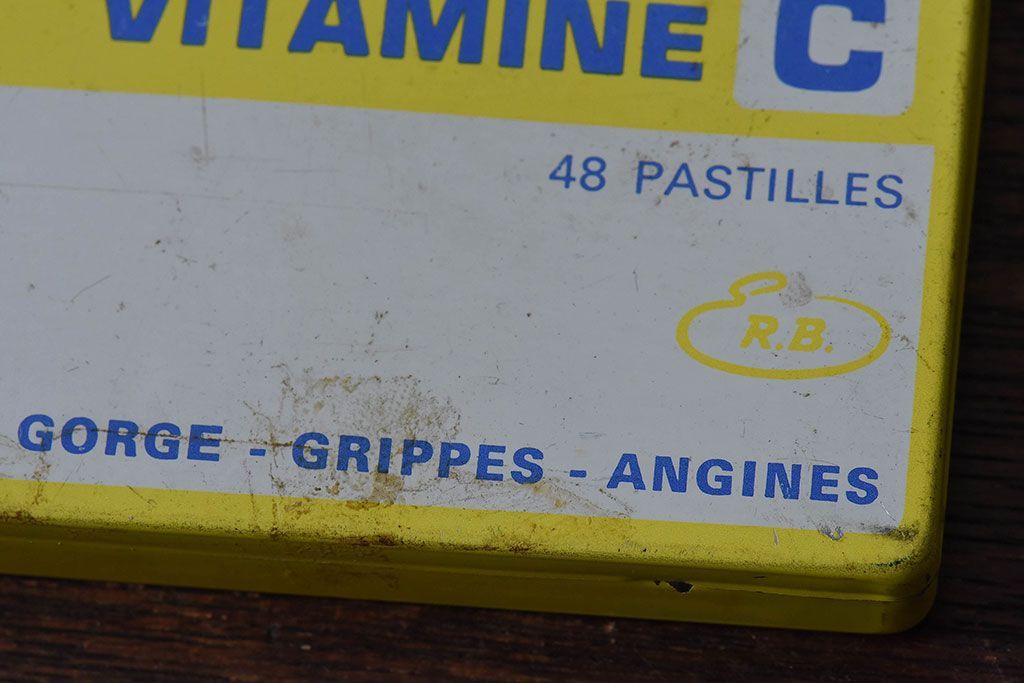 VITAMINE C
48 PASTILLES
R.B.
GORGE - GRIPPES - ANGINES